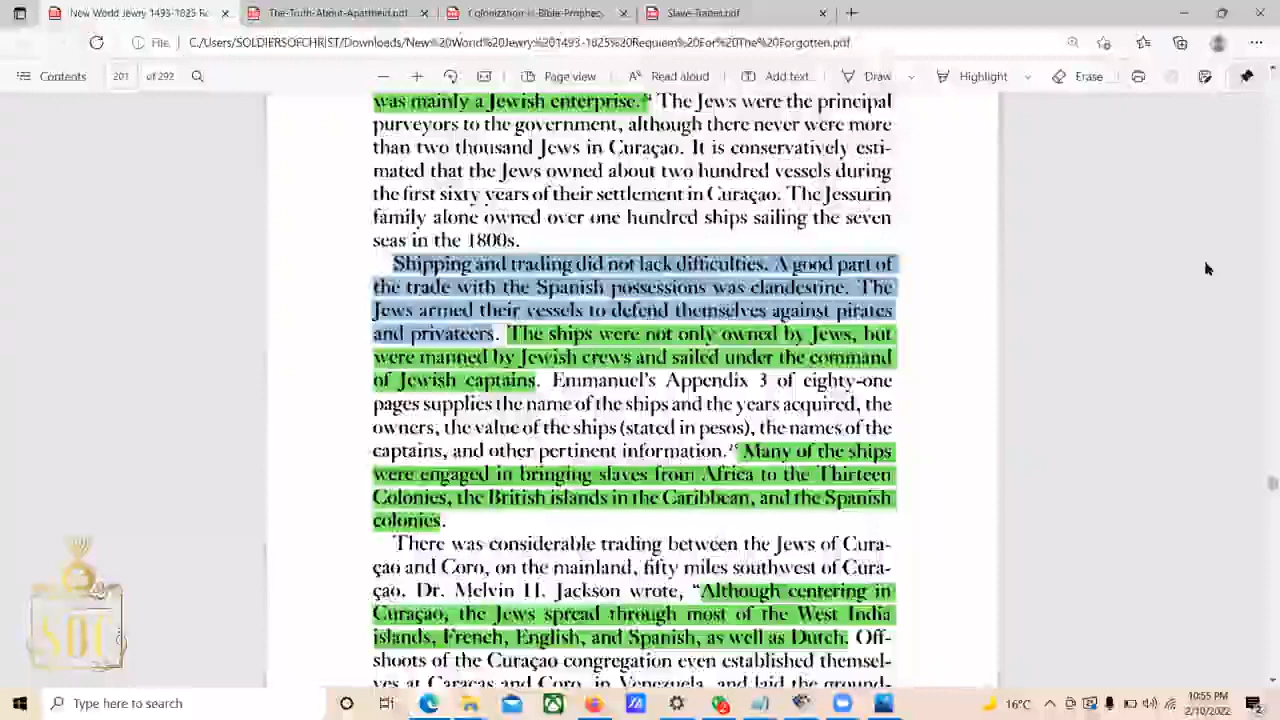 New World Jewry 1493-1825 Re
The-Truth-About-Apartheid.pdf
Colonization-in-Bible-Prophec
Slave-Trades.pdf
File
C:/Users/SOLDIERSOFCHRIST/Downloads/New%20World%20Jewry%201493-1825%20Requiem%20For%20The%20Forgotten.pdf
Contents
201 of 292
Page view
Read aloud
Add text
Draw
Highlight
Erase
was mainly a Jewish enterprise. The Jews were the principal
purveyors to the government, although there never were more
than two thousand Jews in Curaçao. It is conservatively esti-
mated that the Jews owned about two hundred vessels during
the first sixty years of their settlement in Curaçao. The Jessurin
family alone owned over one hundred ships sailing the seven
seas in the 1800s.
Shipping and trading did not lack difficulties. A good part of
the trade with the Spanish possessions was clandestine. The
Jews armed their vessels to defend themselves against pirates
and privateers. The ships were not only owned by Jews, but
were manned by Jewish crews and sailed under the command
of Jewish captains. Emmanuel's Appendix 3 of eighty-one
pages supplies the name of the ships and the years acquired, the
owners, the value of the ships (stated in pesos), the names of the
captains, and other pertinent information. Many of the ships
were engaged in bringing slaves from Africa to the Thirteen
Colonies, the British islands in the Caribbean, and the Spanish
colonies.
There was considerable trading between the Jews of Cura-
çao and Coro, on the mainland, fifty miles southwest of Cura-
çao. Dr. Melvin H. Jackson wrote, "Although centering in
Curaçao, the Jews spread through most of the West India
islands, French, English, and Spanish, as well as Dutch. Off-
shoots of the Curaçao congregation even established themsel-
ves at Caracas and Coro, in Venezuela, and laid the ground-
SOC
Type here to search
16°C
10:55 PM
2/10/2022